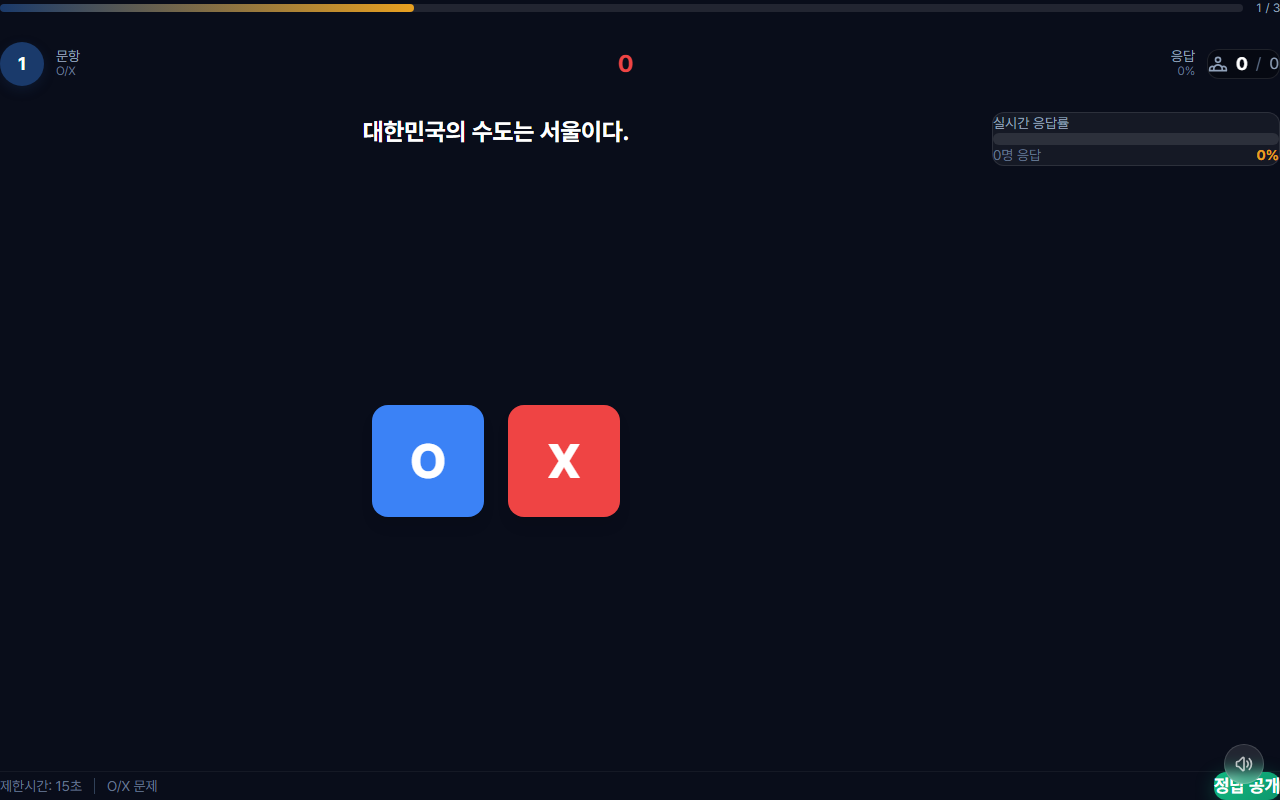 1 / 3
1
문항
O/X
0
응답
0%
0 / 0
대한민국의 수도는 서울이다.
실시간 응답률
0명 응답
0%
O
X
제한시간: 15초
O/X 문제
정답 공개